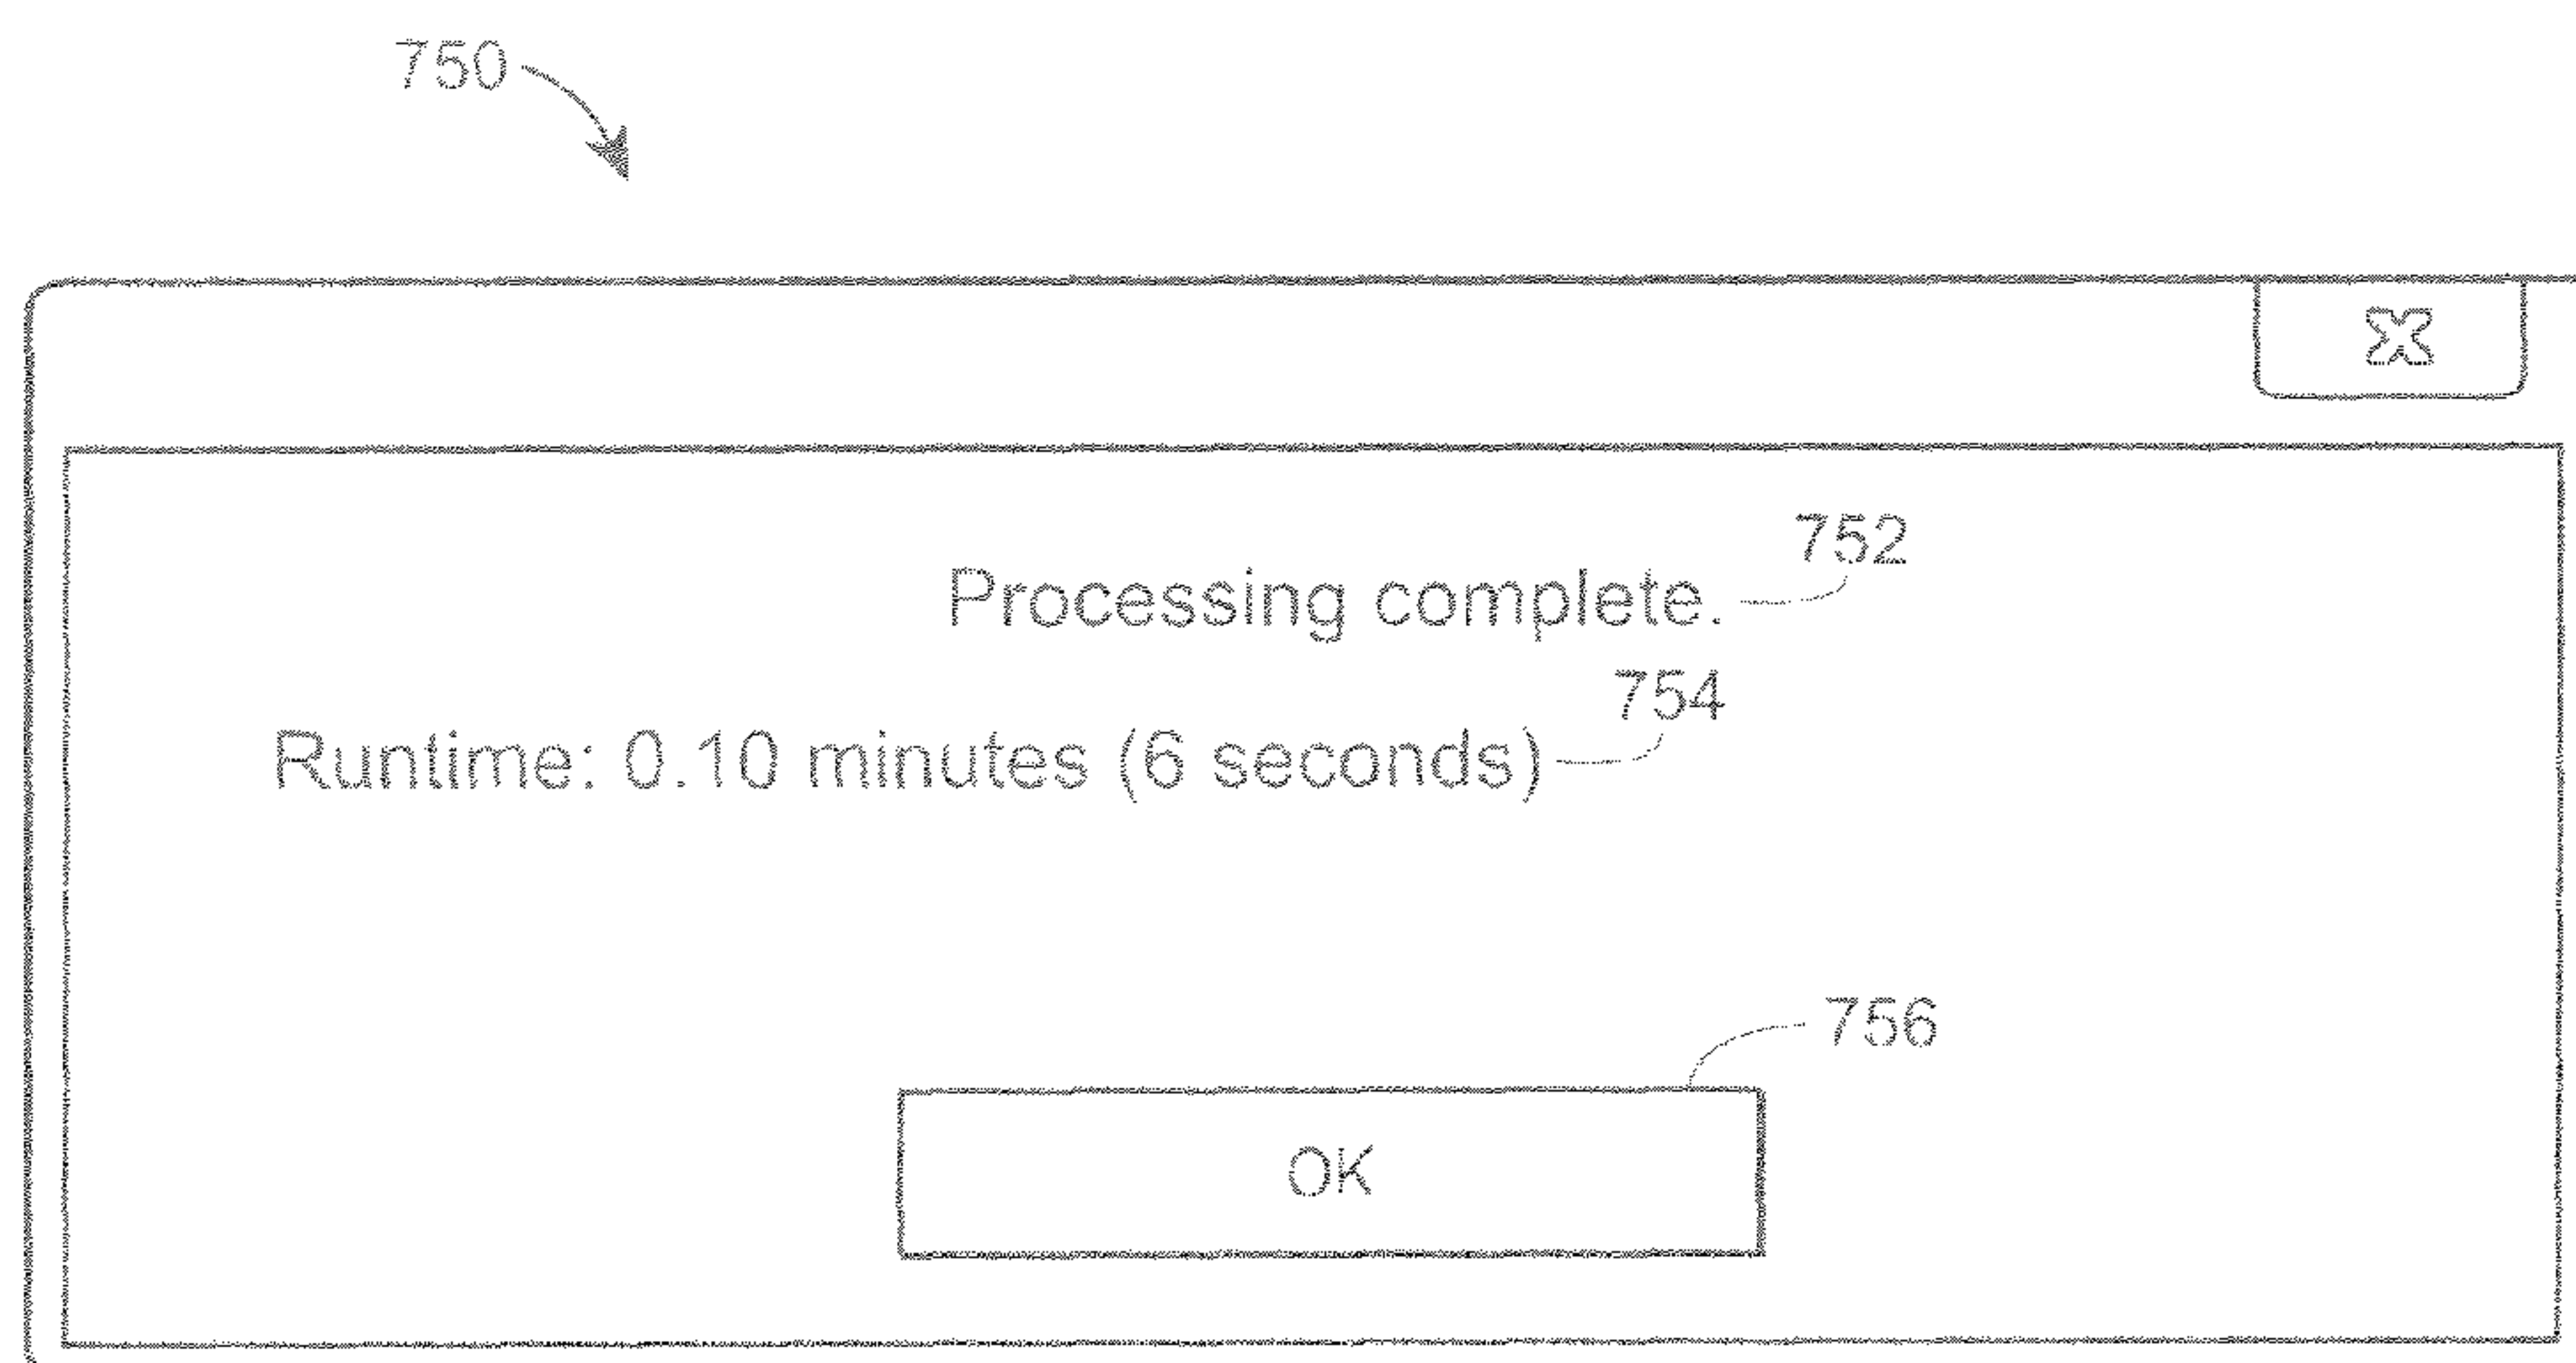 750
X
752
Processing complete.
754
Runtime: 0.10 minutes (6 seconds)
756
OK